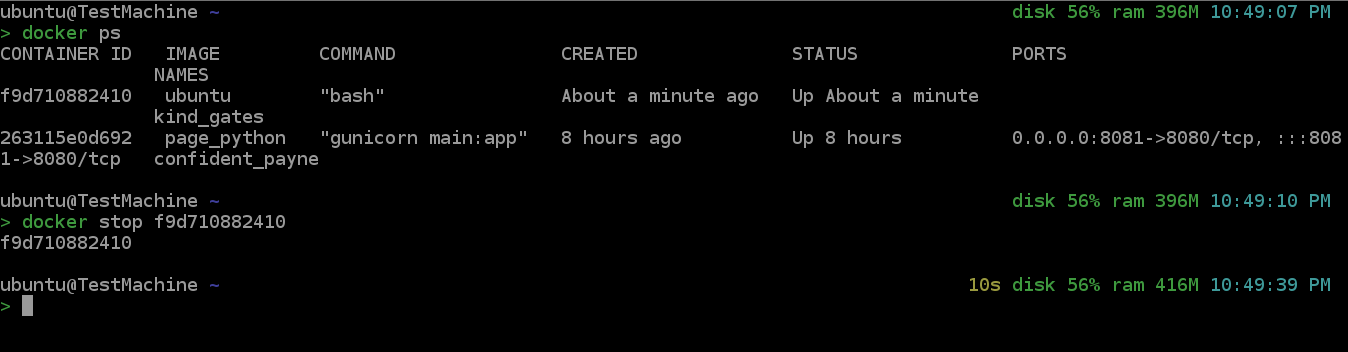 ubuntu@TestMachine ~ disk 56% ram 396M 10:49:07 PM
> docker ps
CONTAINER ID IMAGE COMMAND CREATED STATUS PORTS
NAMES
f9d710882410 ubuntu "bash" About a minute ago Up About a minute
kind_gates
263115e0d692 page_python "gunicorn main:app" 8 hours ago Up 8 hours 0.0.0.0:8081->8080/tcp, :::808
1->8080/tcp confident_payne
ubuntu@TestMachine ~ disk 56% ram 396M 10:49:10 PM
> docker stop f9d710882410
f9d710882410
ubuntu@TestMachine ~ 10s disk 56% ram 416M 10:49:39 PM
>